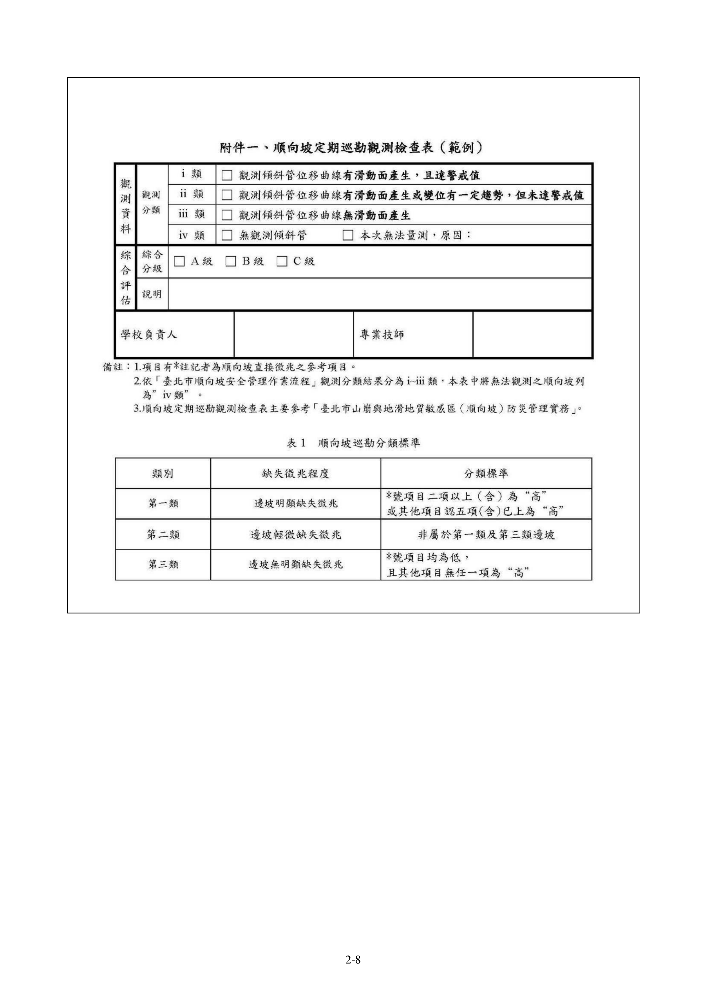 附件一、順向坡定期巡勘觀測檢查表（範例）
觀測資料
觀測
分類
i 類
□ 觀測傾斜管位移曲線有滑動面產生，且達警戒值
ii 類
□ 觀測傾斜管位移曲線有滑動面產生或變位有一定趨勢，但未達警戒值
iii 類
□ 觀測傾斜管位移曲線無滑動面產生
iv 類
□ 無觀測傾斜管 □ 本次無法量測，原因：
綜合評估
綜合
分級
□ A 級 □ B 級 □ C 級
說明
學校負責人
專業技師
備註：1.項目有*註記者為順向坡直接徵兆之參考項目。
2.依「臺北市順向坡安全管理作業流程」觀測分類結果分為 i~iii 類，本表中將無法觀測之順向坡列
為”iv 類”。
3.順向坡定期巡勘觀測檢查表主要參考「臺北市山崩與地滑地質敏感區（順向坡）防災管理實務」。
表 1 順向坡巡勘分類標準
類別 缺失徵兆程度 分類標準
第一類 邊坡明顯缺失徵兆
*號項目二項以上（含）為“高”
或其他項目認五項(含)已上為“高”
第二類 邊坡輕微缺失徵兆 非屬於第一類及第三類邊坡
第三類 邊坡無明顯缺失徵兆
*號項目均為低，
且其他項目無任一項為“高”
2-8